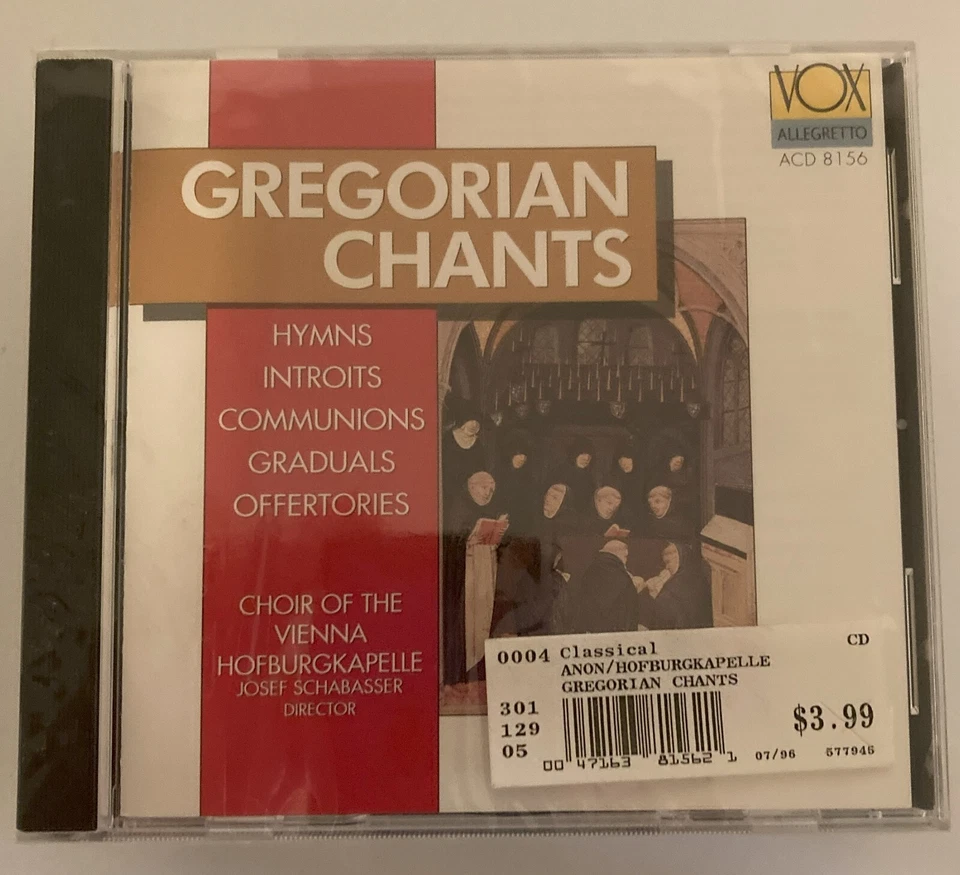 VOX
ALLEGRETTO
ACD 8156
GREGORIAN
CHANTS
HYMNS
INTROITS
COMMUNIONS
GRADUALS
OFFERTORIES
CHOIR OF THE
VIENNA
HOFBURGKAPELLE
JOSEF SCHABASSER
DIRECTOR
0004 Classical CD
ANON/HOFBURGKAPELLE
GREGORIAN CHANTS
301
129
05
$3.99
00 47163 81562 1 07/96 577946